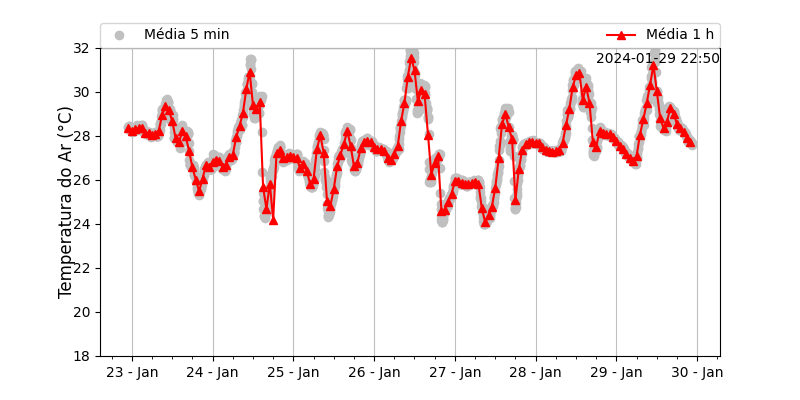 Média 5 min
Média 1 h
2024-01-29 22:50
Temperatura do Ar (°C)
32
30
28
26
24
22
20
18
23 - Jan
24 - Jan
25 - Jan
26 - Jan
27 - Jan
28 - Jan
29 - Jan
30 - Jan